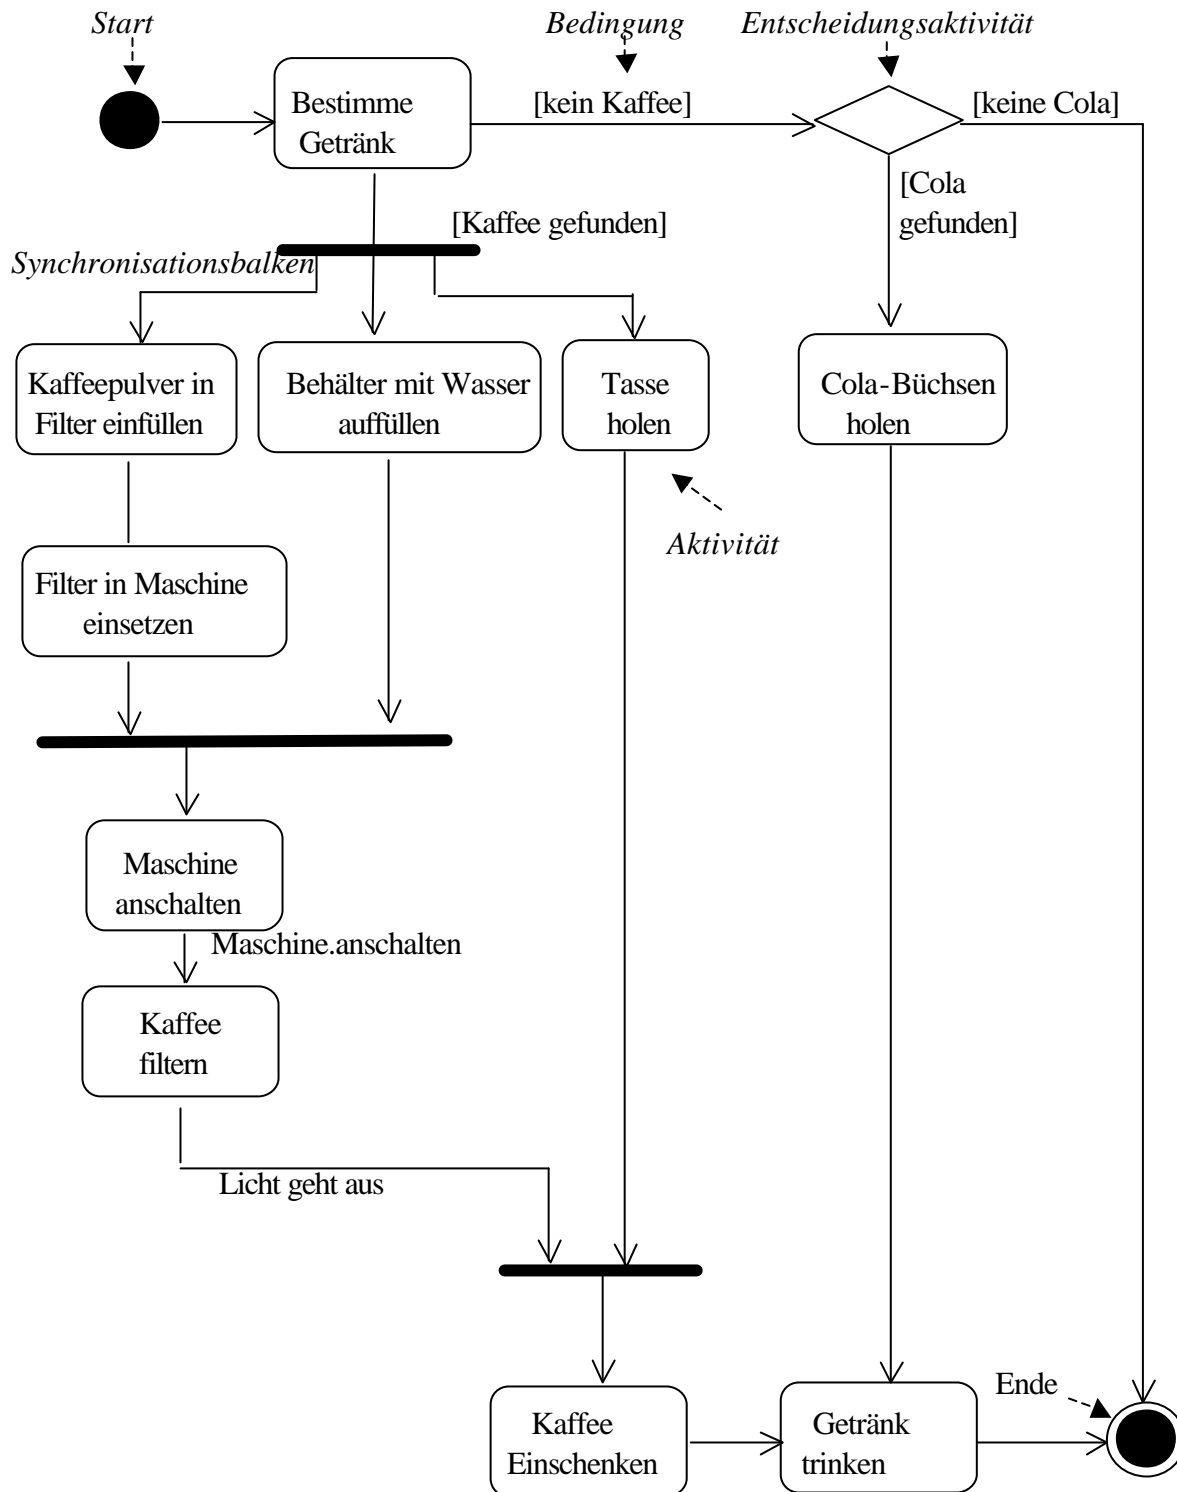 Start
Bedingung
Entscheidungsaktivität
Bestimme
Getränk
[kein Kaffee]
[keine Cola]
[Kaffee gefunden]
[Cola
gefunden]
Synchronisationsbalken
Kaffeepulver in
Filter einfüllen
Behälter mit Wasser
auffüllen
Tasse
holen
Cola-Büchsen
holen
Aktivität
Filter in Maschine
einsetzen
Maschine
anschalten
Maschine.anschalten
Kaffee
filtern
Licht geht aus
Kaffee
Einschenken
Getränk
trinken
Ende